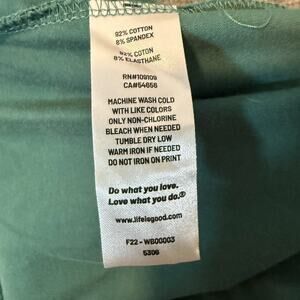 92% COTTON
8% SPANDEX
92% COTON
8% ELASTHANE
RN#109109
CA#54656
MACHINE WASH COLD
WITH LIKE COLORS
ONLY NON-CHLORINE
BLEACH WHEN NEEDED
TUMBLE DRY LOW
WARM IRON IF NEEDED
DO NOT IRON ON PRINT
Do what you love.
Love what you do.®
www.lifeisgood.com
F22 - WB00003
5306